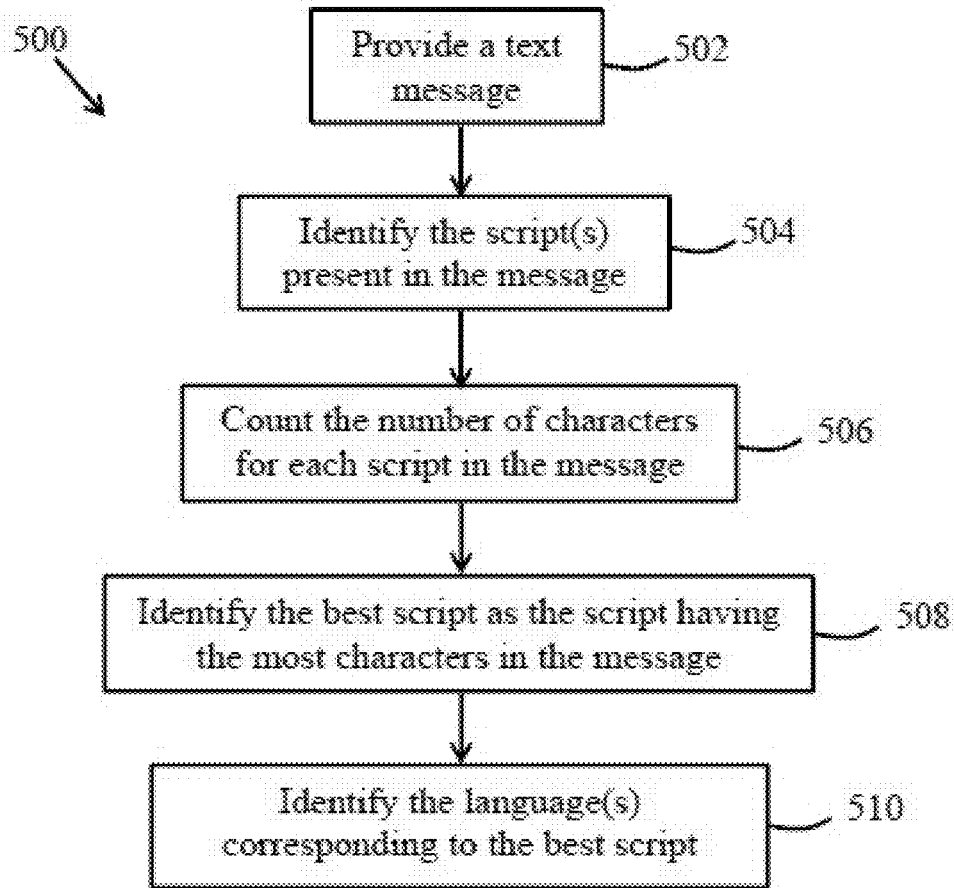 500
Provide a text
message
502
Identify the script(s)
present in the message
504
Count the number of characters
for each script in the message
506
Identify the best script as the script having
the most characters in the message
508
Identify the language(s)
corresponding to the best script
510